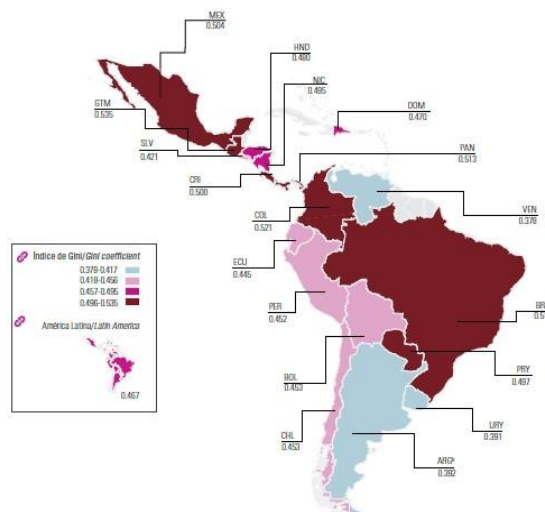 MEX
0.504
HND
0.480
NIC
0.495
GTM
0.535
DOM
0.470
SLV
0.421
PAN
0.513
CRI
0.500
COL
0.521
VEN
0.378
ECU
0.445
Índice de Gini/Gini coefficient
0.379-0.417
0.418-0.456
0.457-0.495
0.496-0.535
América Latina/Latin America
0.467
PER
0.452
BR
0.5
BOL
0.453
PRY
0.497
CHL
0.453
URY
0.391
ARG
0.392